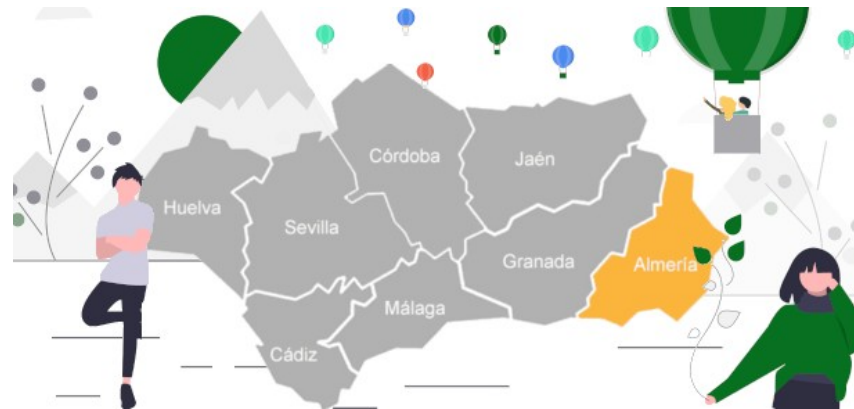 Córdoba
Jaén
Huelva
Sevilla
Granada
Almería
Málaga
Cádiz